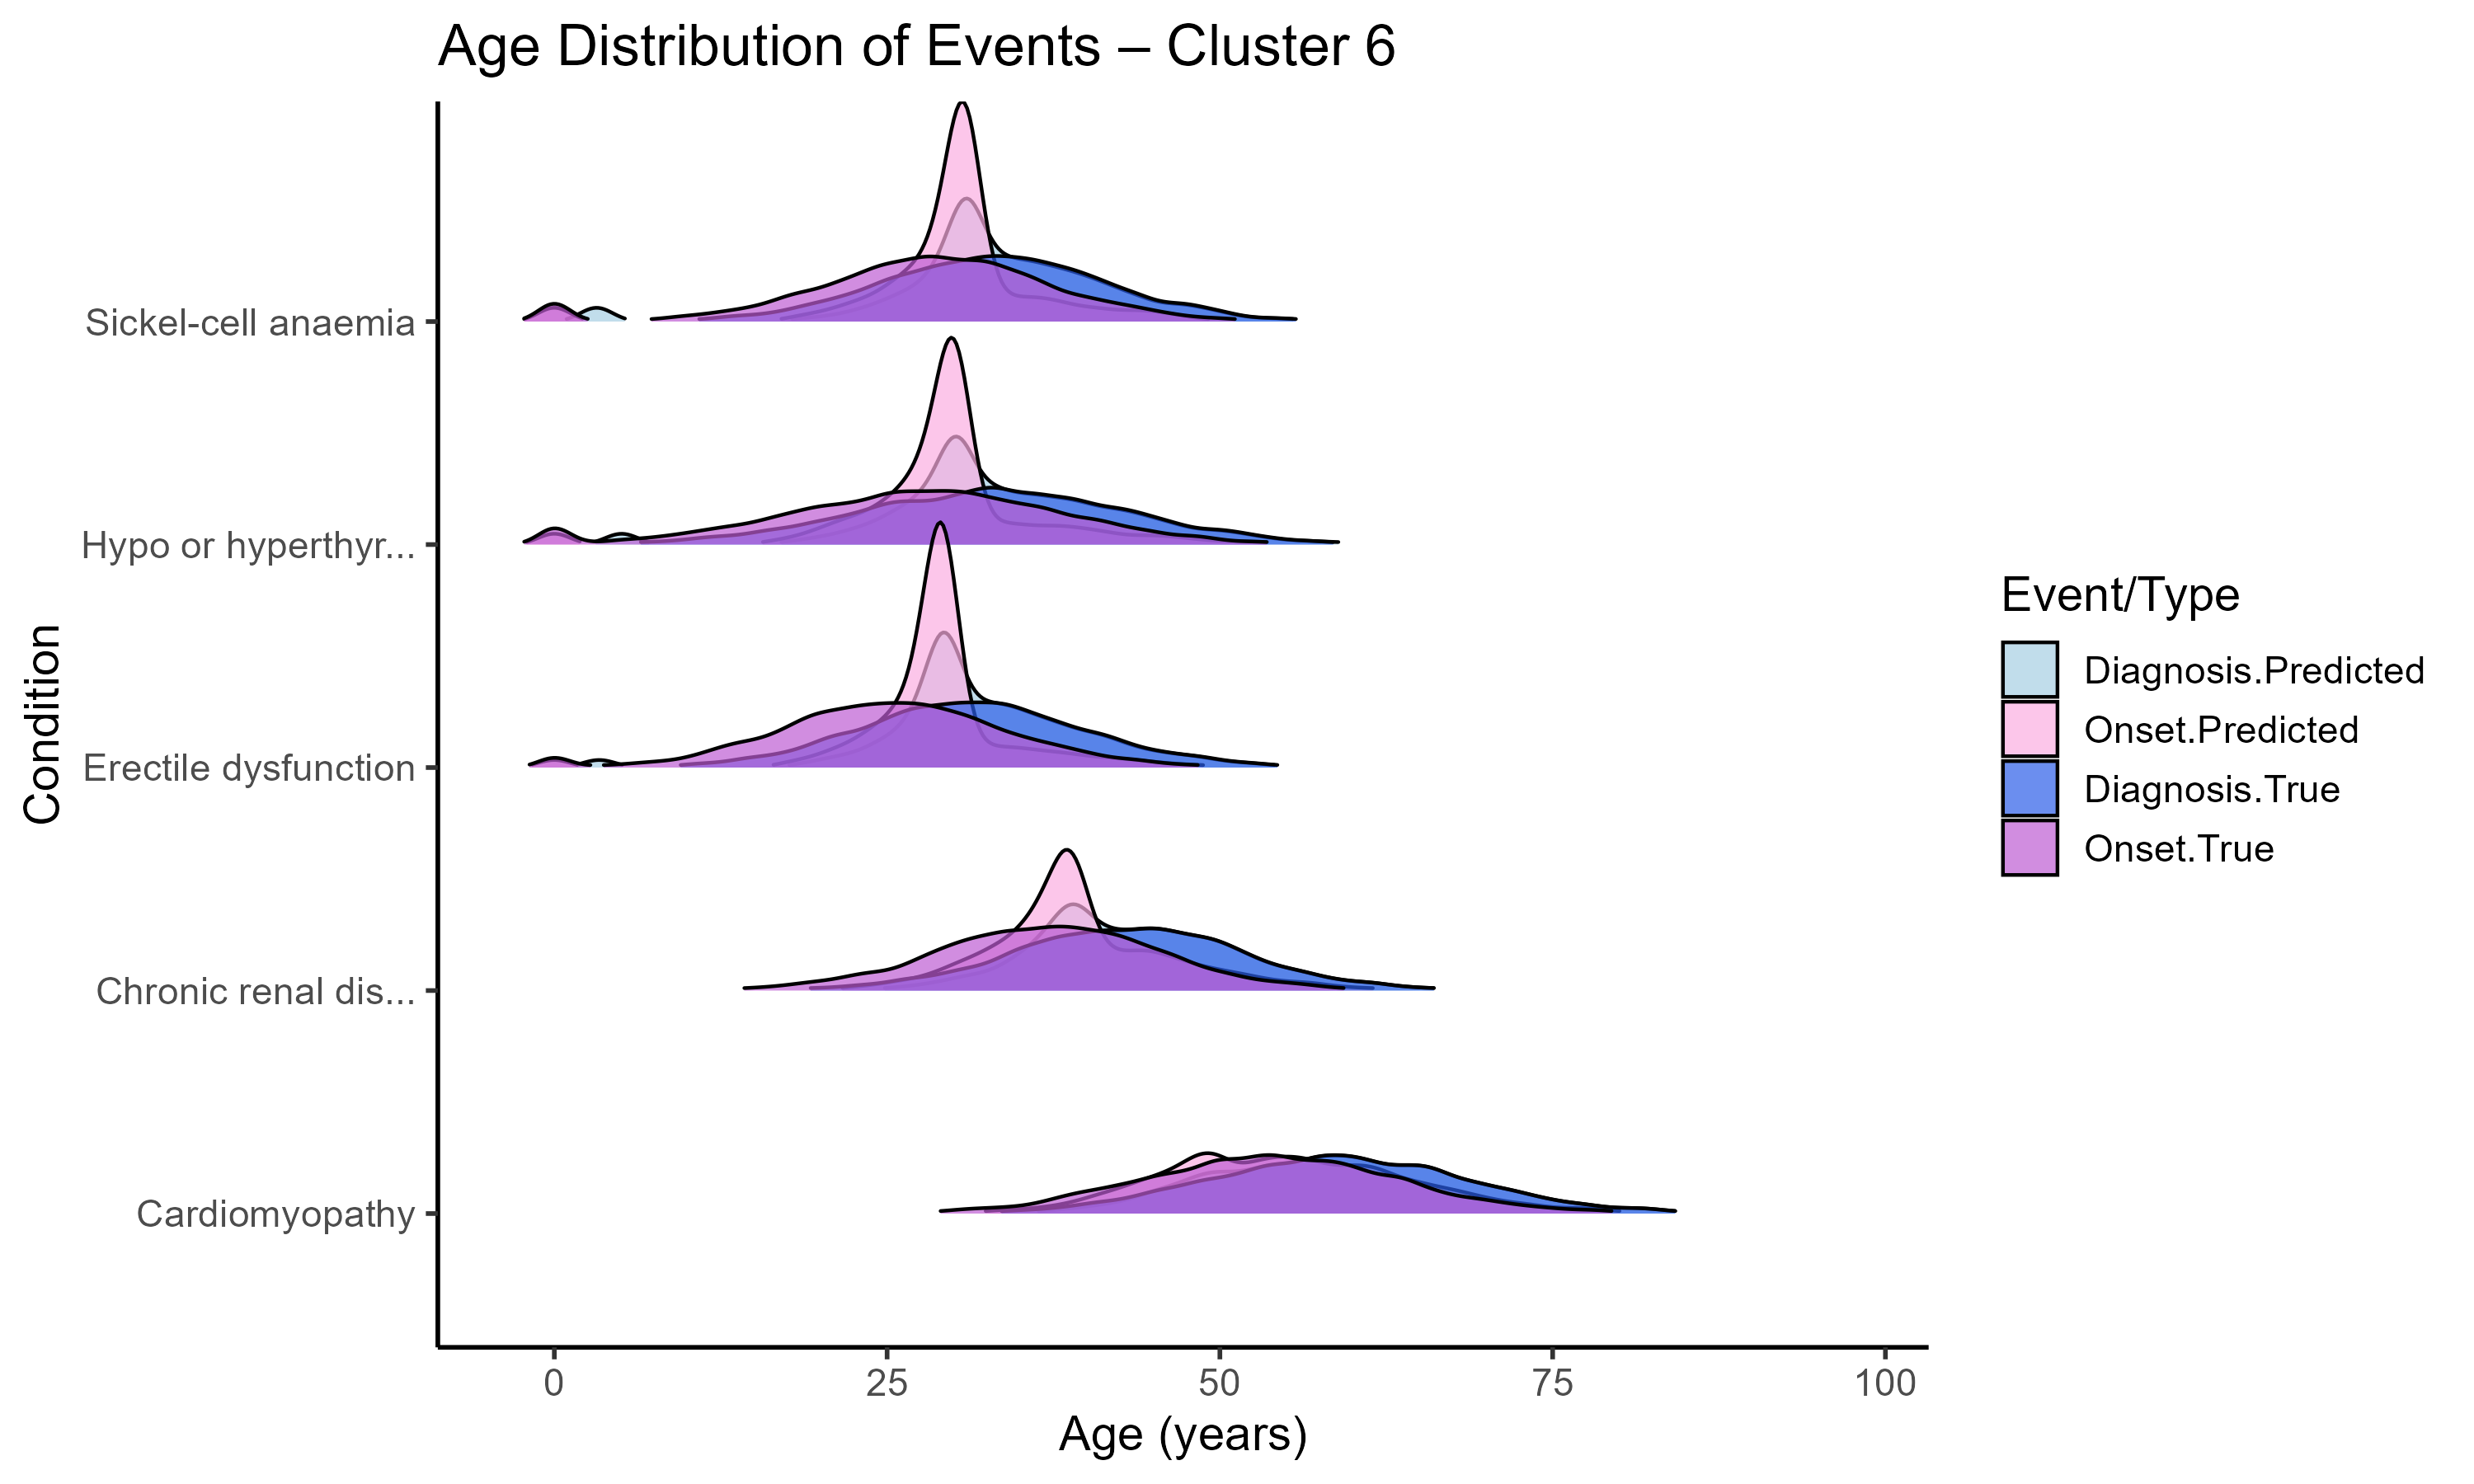 Age Distribution of Events – Cluster 6
Condition
Sickel-cell anaemia
Hypo or hyperthyr...
Erectile dysfunction
Chronic renal dis...
Cardiomyopathy
0 25 50 75 100
Age (years)
Event/Type
Diagnosis.Predicted
Onset.Predicted
Diagnosis.True
Onset.True